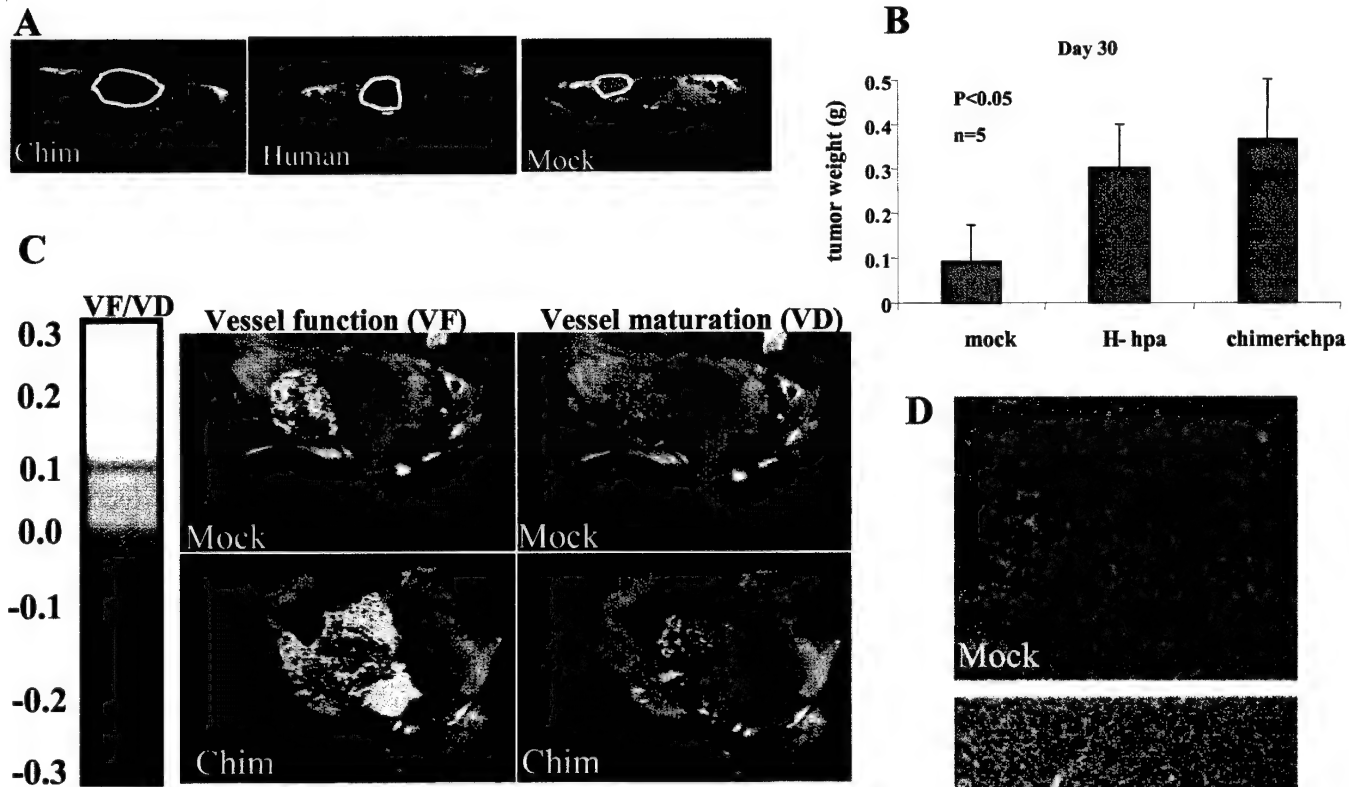 A
Chim
Human
Mock
B
Day 30
P<0.05
n=5
tumor weight (g)
0.5
0.4
0.3
0.2
0.1
0
mock
H- hpa
chimerichpa
C
VF/VD
0.3
0.2
0.1
0.0
-0.1
-0.2
-0.3
Vessel function (VF)
Vessel maturation (VD)
Mock
Mock
Chim
Chim
D
Mock